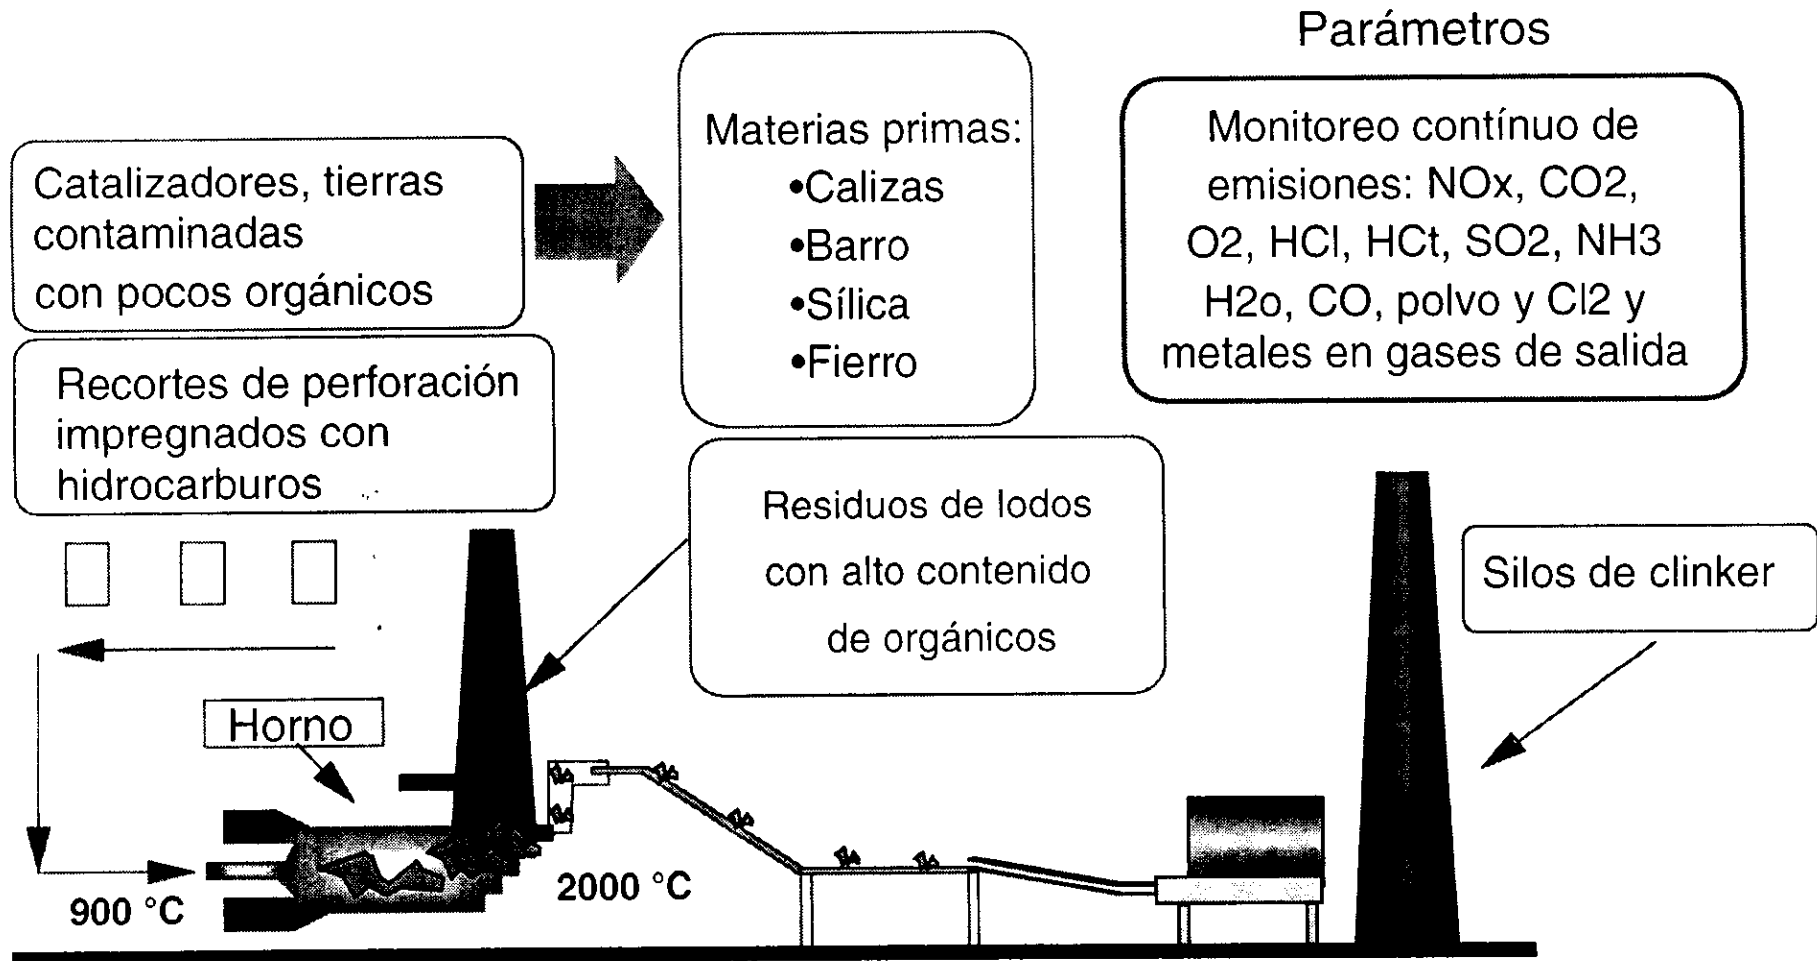 Parámetros
Catalizadores, tierras
contaminadas
con pocos orgánicos
Materias primas:
•Calizas
•Barro
•Sílica
•Fierro
Monitoreo contínuo de
emisiones: NOx, CO2,
O2, HCl, HCt, SO2, NH3
H2o, CO, polvo y Cl2 y
metales en gases de salida
Recortes de perforación
impregnados con
hidrocarburos
Residuos de lodos
con alto contenido
de orgánicos
Silos de clinker
Horno
900 °C
2000 °C